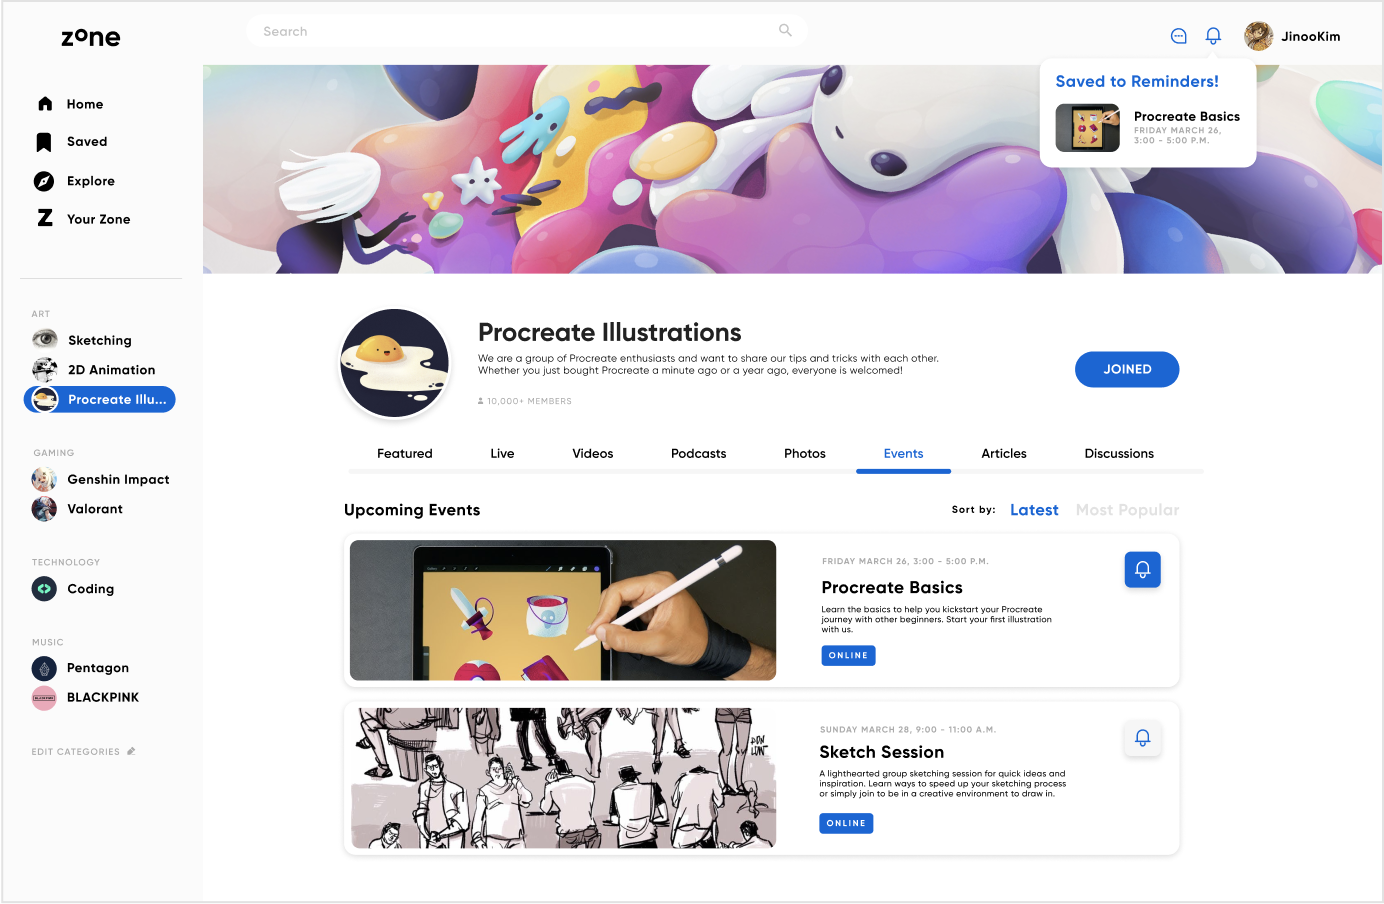 zone
Search
JinooKim
Saved to Reminders!
Procreate Basics
FRIDAY MARCH 26,
3:00 - 5:00 P.M.
Home
Saved
Explore
Your Zone
ART
Sketching
2D Animation
Procreate Illu...
GAMING
Genshin Impact
Valorant
TECHNOLOGY
Coding
MUSIC
Pentagon
BLACKPINK
EDIT CATEGORIES
Procreate Illustrations
We are a group of Procreate enthusiasts and want to share our tips and tricks with each other.
Whether you just bought Procreate a minute ago or a year ago, everyone is welcomed!
10,000+ MEMBERS
JOINED
Featured Live Videos Podcasts Photos Events Articles Discussions
Upcoming Events
Sort by: Latest Most Popular
FRIDAY MARCH 26, 3:00 - 5:00 P.M.
Procreate Basics
Learn the basics to help you kickstart your Procreate
journey with other beginners. Start your first illustration
with us.
ONLINE
SUNDAY MARCH 28, 9:00 - 11:00 A.M.
Sketch Session
A lighthearted group sketching session for quick ideas and
inspiration. Learn ways to speed up your sketching process
or simply join to be in a creative environment to draw in.
ONLINE